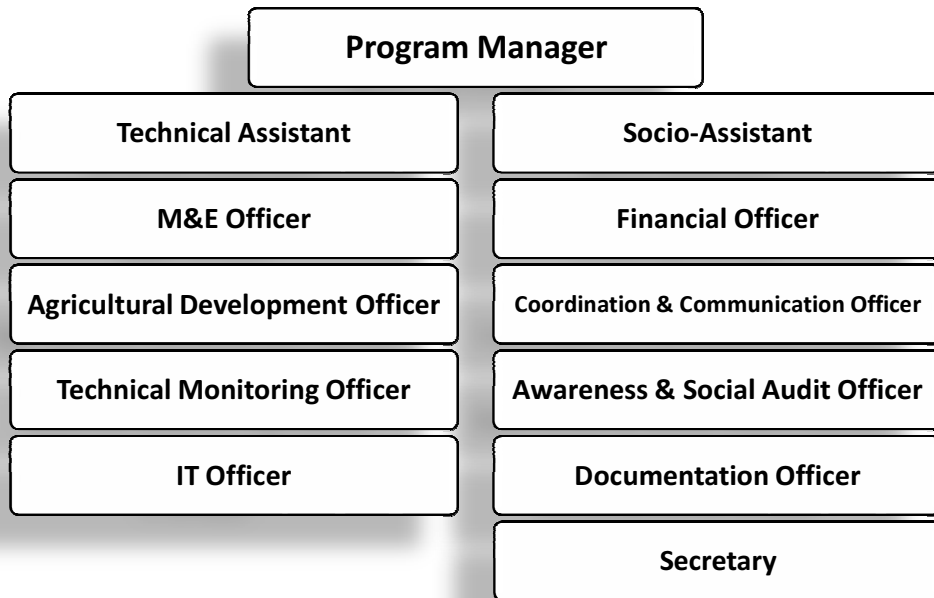 Program Manager
Technical Assistant
Socio-Assistant
M&E Officer
Financial Officer
Agricultural Development Officer
Coordination & Communication Officer
Technical Monitoring Officer
Awareness & Social Audit Officer
IT Officer
Documentation Officer
Secretary